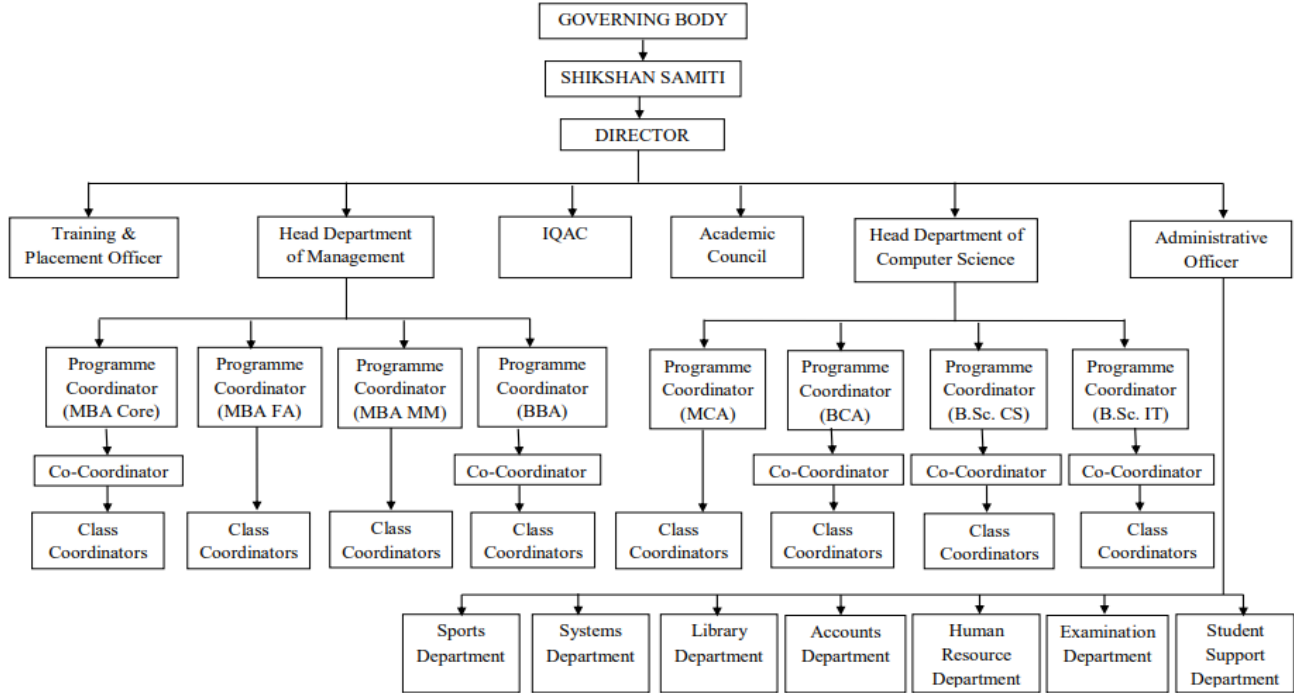 GOVERNING BODY
SHIKSHAN SAMITI
DIRECTOR
Training &
Placement Officer
Head Department
of Management
IQAC
Academic
Council
Head Department of
Computer Science
Administrative
Officer
Programme
Coordinator
(MBA Core)
Programme
Coordinator
(MBA FA)
Programme
Coordinator
(MBA MM)
Programme
Coordinator
(BBA)
Programme
Coordinator
(MCA)
Programme
Coordinator
(BCA)
Programme
Coordinator
(B.Sc. CS)
Programme
Coordinator
(B.Sc. IT)
Co-Coordinator
Co-Coordinator
Co-Coordinator
Co-Coordinator
Co-Coordinator
Class
Coordinators
Class
Coordinators
Class
Coordinators
Class
Coordinators
Class
Coordinators
Class
Coordinators
Class
Coordinators
Class
Coordinators
Sports
Department
Systems
Department
Library
Department
Accounts
Department
Human
Resource
Department
Examination
Department
Student
Support
Department